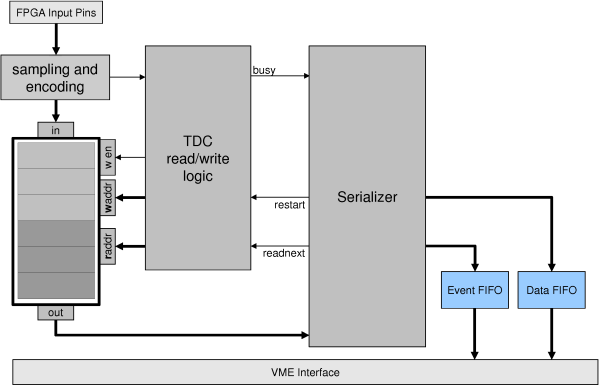 FPGA Input Pins
sampling and
encoding
busy
in
TDC
read/write
logic
w en
waddr
raddr
restart
readnext
Serializer
Event FIFO
Data FIFO
out
VME Interface